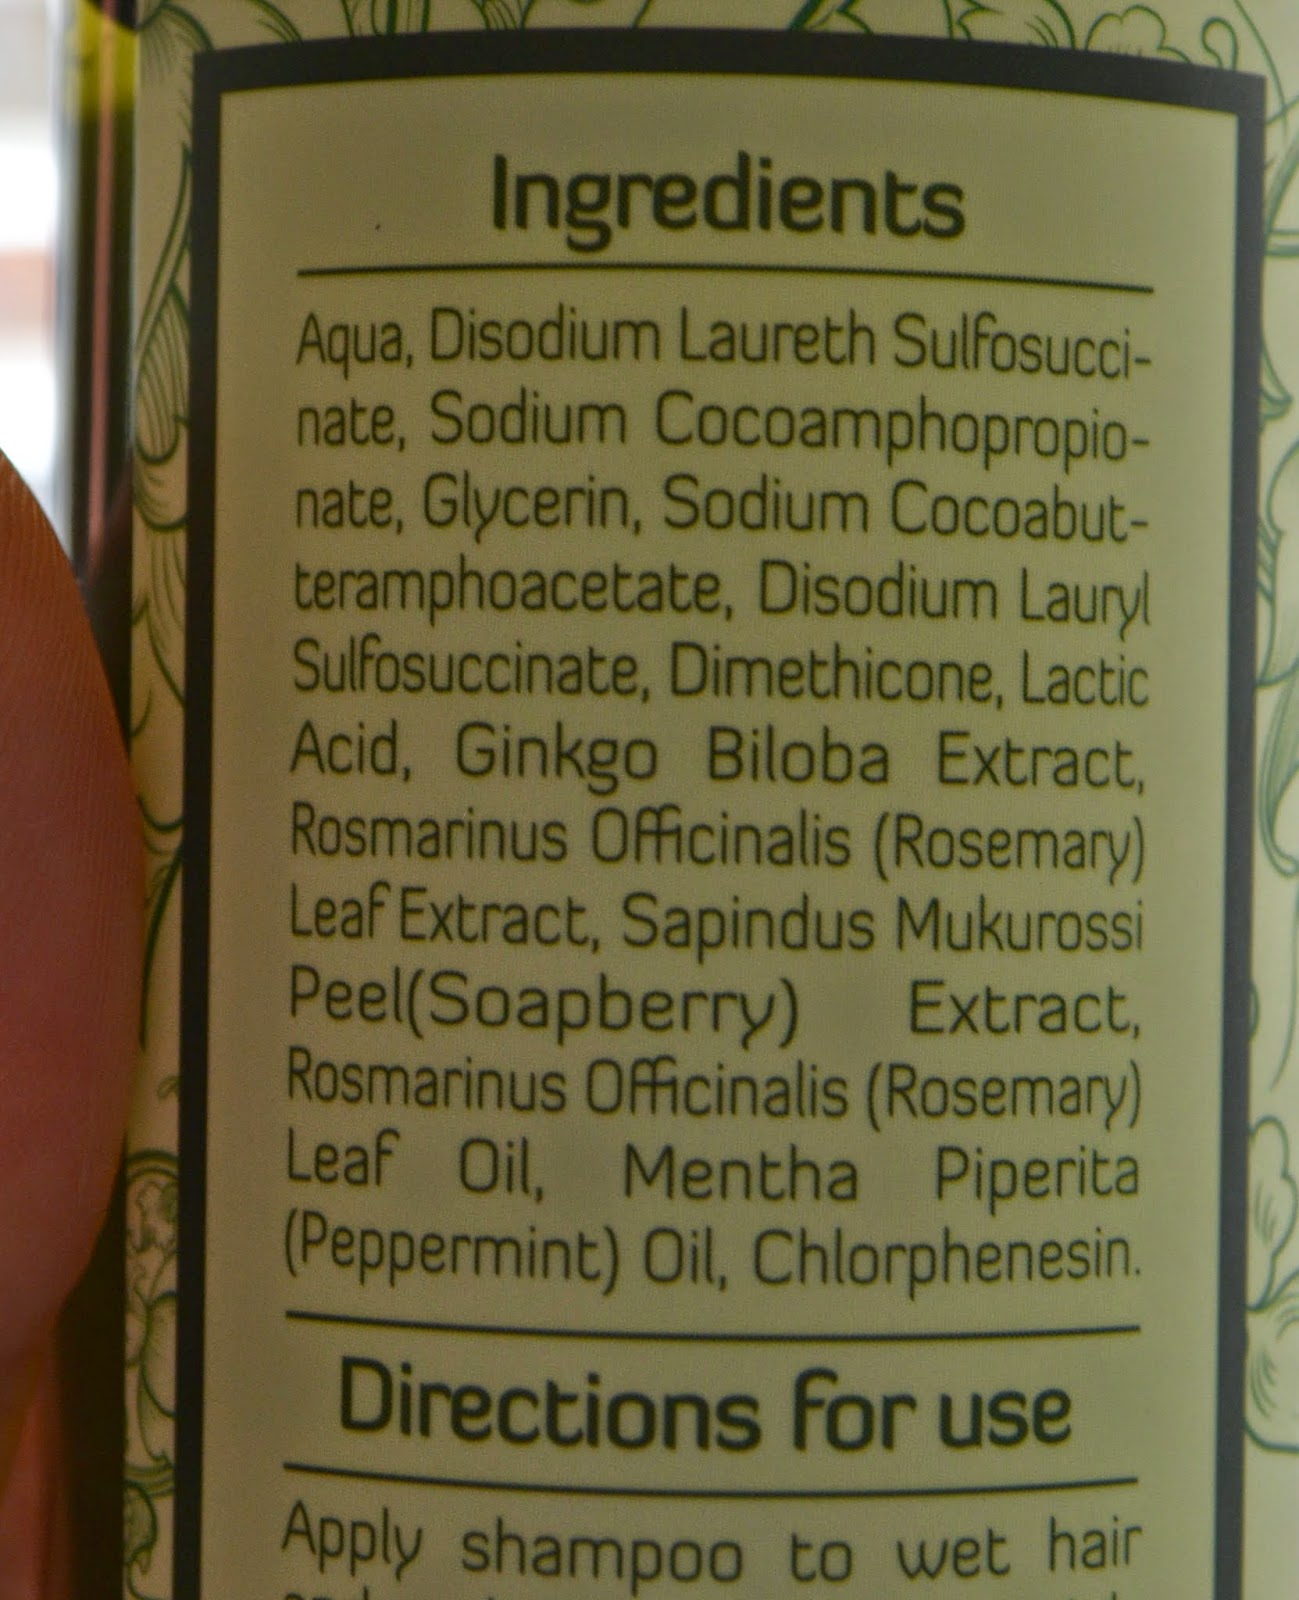 Ingredients
Aqua, Disodium Laureth Sulfosucci-
nate, Sodium Cocoamphopropio-
nate, Glycerin, Sodium Cocoabut-
teramphoacetate, Disodium Lauryl
Sulfosuccinate, Dimethicone, Lactic
Acid, Ginkgo Biloba Extract,
Rosmarinus Officinalis (Rosemary)
Leaf Extract, Sapindus Mukurossi
Peel(Soapberry) Extract,
Rosmarinus Officinalis (Rosemary)
Leaf Oil, Mentha Piperita
(Peppermint) Oil, Chlorphenesin.
Directions for use
Apply shampoo to wet hair